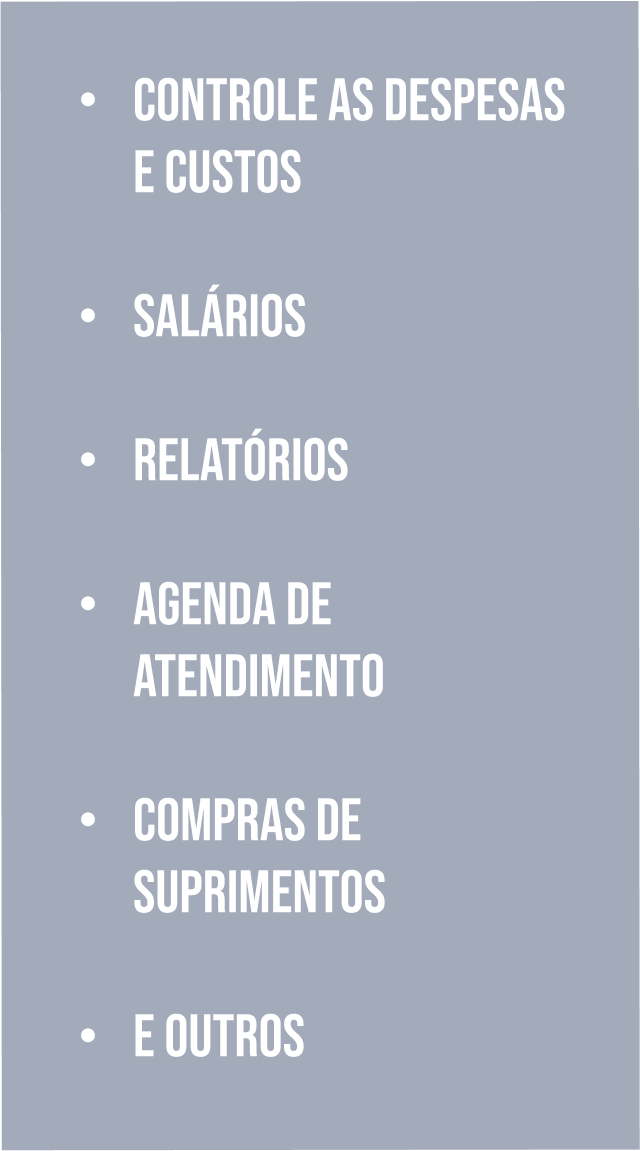 • CONTROLE AS DESPESAS
E CUSTOS
• SALÁRIOS
• RELATÓRIOS
• AGENDA DE
ATENDIMENTO
• COMPRAS DE
SUPRIMENTOS
• E OUTROS